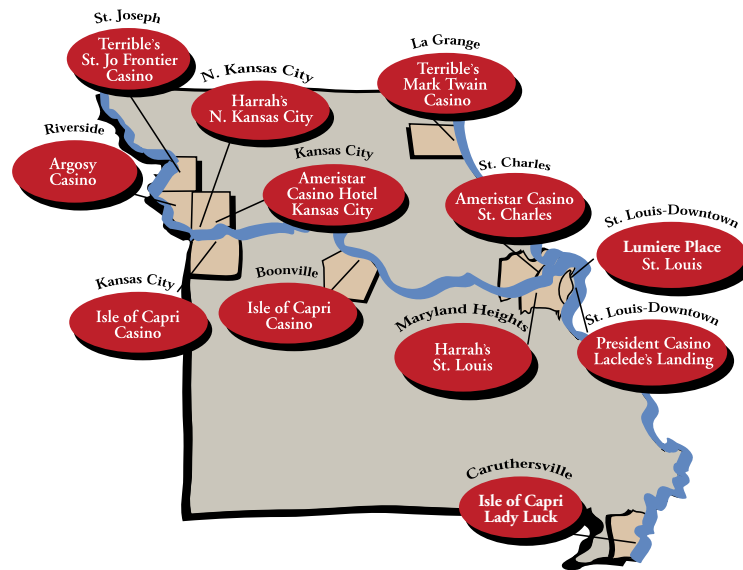 St. Joseph
Terrible's
St. Jo Frontier
Casino
N. Kansas City
Harrah's
N. Kansas City
La Grange
Terrible's
Mark Twain
Casino
Riverside
Argosy
Casino
Kansas City
Ameristar
Casino Hotel
Kansas City
St. Charles
Ameristar Casino
St. Charles
St. Louis-Downtown
Lumiere Place
St. Louis
Kansas City
Isle of Capri
Casino
Boonville
Isle of Capri
Casino
Maryland Heights
Harrah's
St. Louis
St. Louis-Downtown
President Casino
Laclede's Landing
Caruthersville
Isle of Capri
Lady Luck